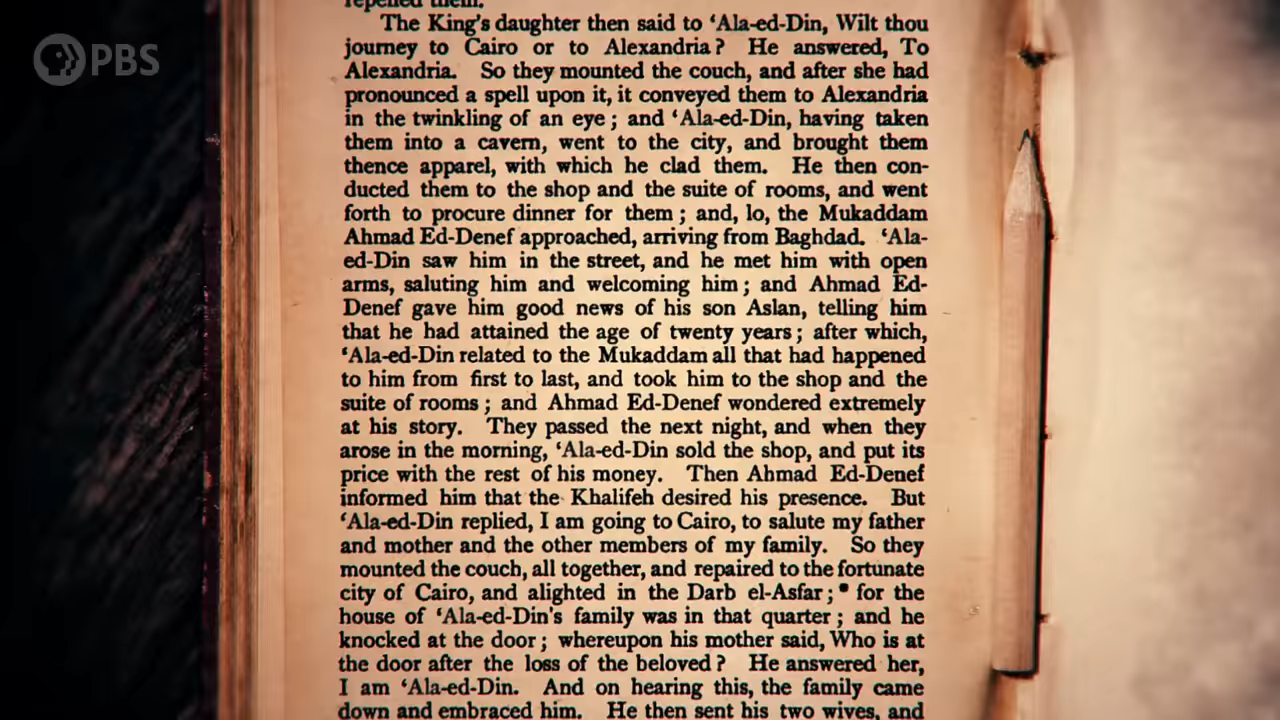 PBS
repelled them.
The King's daughter then said to ‘Ala-ed-Din, Wilt thou
journey to Cairo or to Alexandria? He answered, To
Alexandria. So they mounted the couch, and after she had
pronounced a spell upon it, it conveyed them to Alexandria
in the twinkling of an eye; and ‘Ala-ed-Din, having taken
them into a cavern, went to the city, and brought them
thence apparel, with which he clad them. He then con-
ducted them to the shop and the suite of rooms, and went
forth to procure dinner for them; and, lo, the Mukaddam
Ahmad Ed-Denef approached, arriving from Baghdad. ‘Ala-
ed-Din saw him in the street, and he met him with open
arms, saluting him and welcoming him; and Ahmad Ed-
Denef gave him good news of his son Aslan, telling him
that he had attained the age of twenty years; after which,
‘Ala-ed-Din related to the Mukaddam all that had happened
to him from first to last, and took him to the shop and the
suite of rooms; and Ahmad Ed-Denef wondered extremely
at his story. They passed the next night, and when they
arose in the morning, ‘Ala-ed-Din sold the shop, and put its
price with the rest of his money. Then Ahmad Ed-Denef
informed him that the Khalifeh desired his presence. But
‘Ala-ed-Din replied, I am going to Cairo, to salute my father
and mother and the other members of my family. So they
mounted the couch, all together, and repaired to the fortunate
city of Cairo, and alighted in the Darb el-Asfar;* for the
house of ‘Ala-ed-Din's family was in that quarter; and he
knocked at the door; whereupon his mother said, Who is at
the door after the loss of the beloved? He answered her,
I am ‘Ala-ed-Din. And on hearing this, the family came
down and embraced him. He then sent his two wives, and